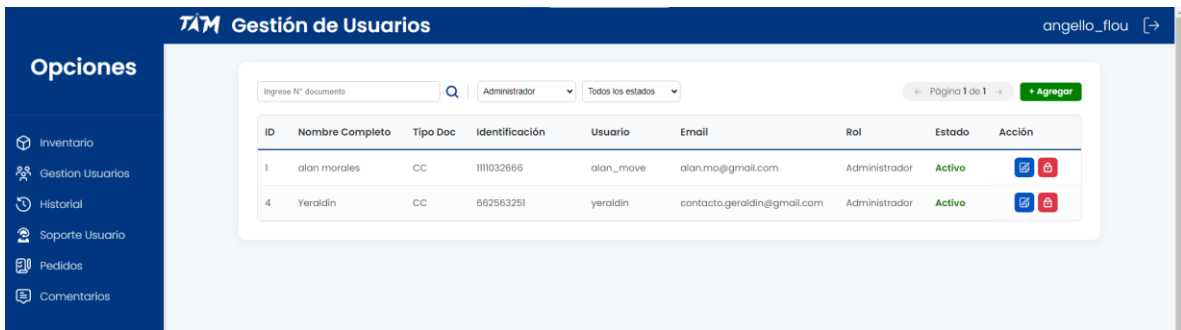 TAM Gestión de Usuarios
angello_flou
Opciones
Inventario
Gestion Usuarios
Historial
Soporte Usuario
Pedidos
Comentarios
Ingrese N° documento
Administrador
Todos los estados
← Página 1 de 1 →
+ Agregar
ID Nombre Completo Tipo Doc Identificación Usuario Email Rol Estado Acción
1 alan morales CC 1111032666 alan_move alan.mo@gmail.com Administrador Activo
4 Yeraldin CC 662563251 yeraldin contacto.geraldin@gmail.com Administrador Activo